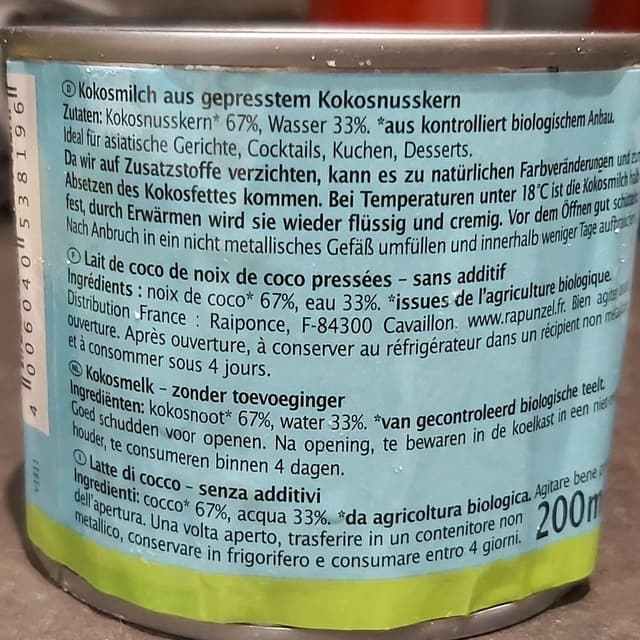 D Kokosmilch aus gepresstem Kokosnusskern
Zutaten: Kokosnusskern* 67%, Wasser 33%. *aus kontrolliert biologischem Anbau.
Ideal für asiatische Gerichte, Cocktails, Kuchen, Desserts.
Da wir auf Zusatzstoffe verzichten, kann es zu natürlichen Farbveränderungen und
Absetzen des Kokosfettes kommen. Bei Temperaturen unter 18°C ist die Kokosmilch
fest, durch Erwärmen wird sie wieder flüssig und cremig. Vor dem Öffnen gut
Nach Anbruch in ein nicht metallisches Gefäß umfüllen und innerhalb weniger Tage
F Lait de coco de noix de coco pressées – sans additif
Ingrédients : noix de coco* 67%, eau 33%. *issues de l'agriculture biologique.
Distribution France : Raiponce, F-84300 Cavaillon. www.rapunzel.fr. Bien
ouverture. Après ouverture, à conserver au réfrigérateur dans un récipient non
et à consommer sous 4 jours.
NL Kokosmelk – zonder toevoeginger
Ingrediënten: kokosnoot* 67%, water 33%. *van gecontroleerd biologische teelt.
Goed schudden voor openen. Na opening, te bewaren in de koelkast in een
houder, te consumeren binnen 4 dagen.
I Latte di cocco – senza additivi
Ingredienti: cocco* 67%, acqua 33%. *da agricoltura biologica. Agitare bene
dell'apertura. Una volta aperto, trasferire in un contenitore non
metallico, conservare in frigorifero e consumare entro 4 giorni.
200m
4 006040 538196